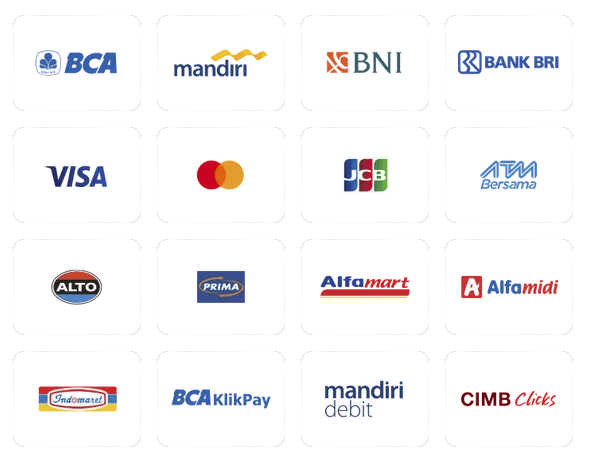 BCA
mandırı
BNI
BANK BRI
VISA
JCB
ATM
Bersama
ALTO
PRIMA
Alfamart
Alfamidi
Indomaret
BCA KlikPay
mandiri
debit
CIMB Clicks